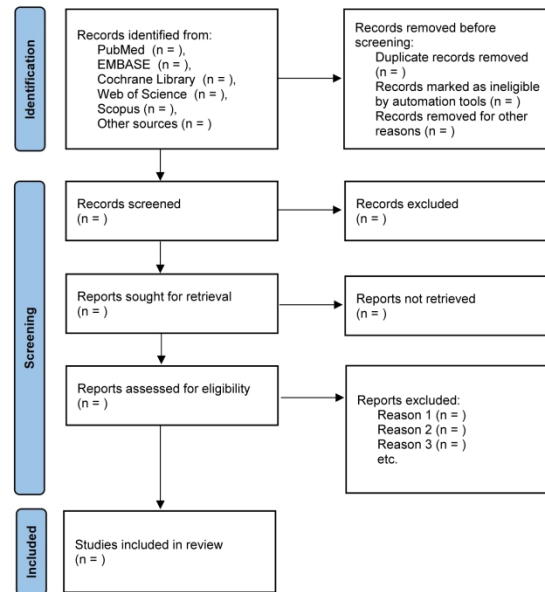 Identification
Records identified from:
PubMed (n = ),
EMBASE (n = ),
Cochrane Library (n = ),
Web of Science (n = ),
Scopus (n = ),
Other sources (n = )
Records removed before
screening:
Duplicate records removed
(n = )
Records marked as ineligible
by automation tools (n = )
Records removed for other
reasons (n = )
Screening
Records screened
(n = )
Records excluded
(n = )
Reports sought for retrieval
(n = )
Reports not retrieved
(n = )
Reports assessed for eligibility
(n = )
Reports excluded:
Reason 1 (n = )
Reason 2 (n = )
Reason 3 (n = )
etc.
Included
Studies included in review
(n = )